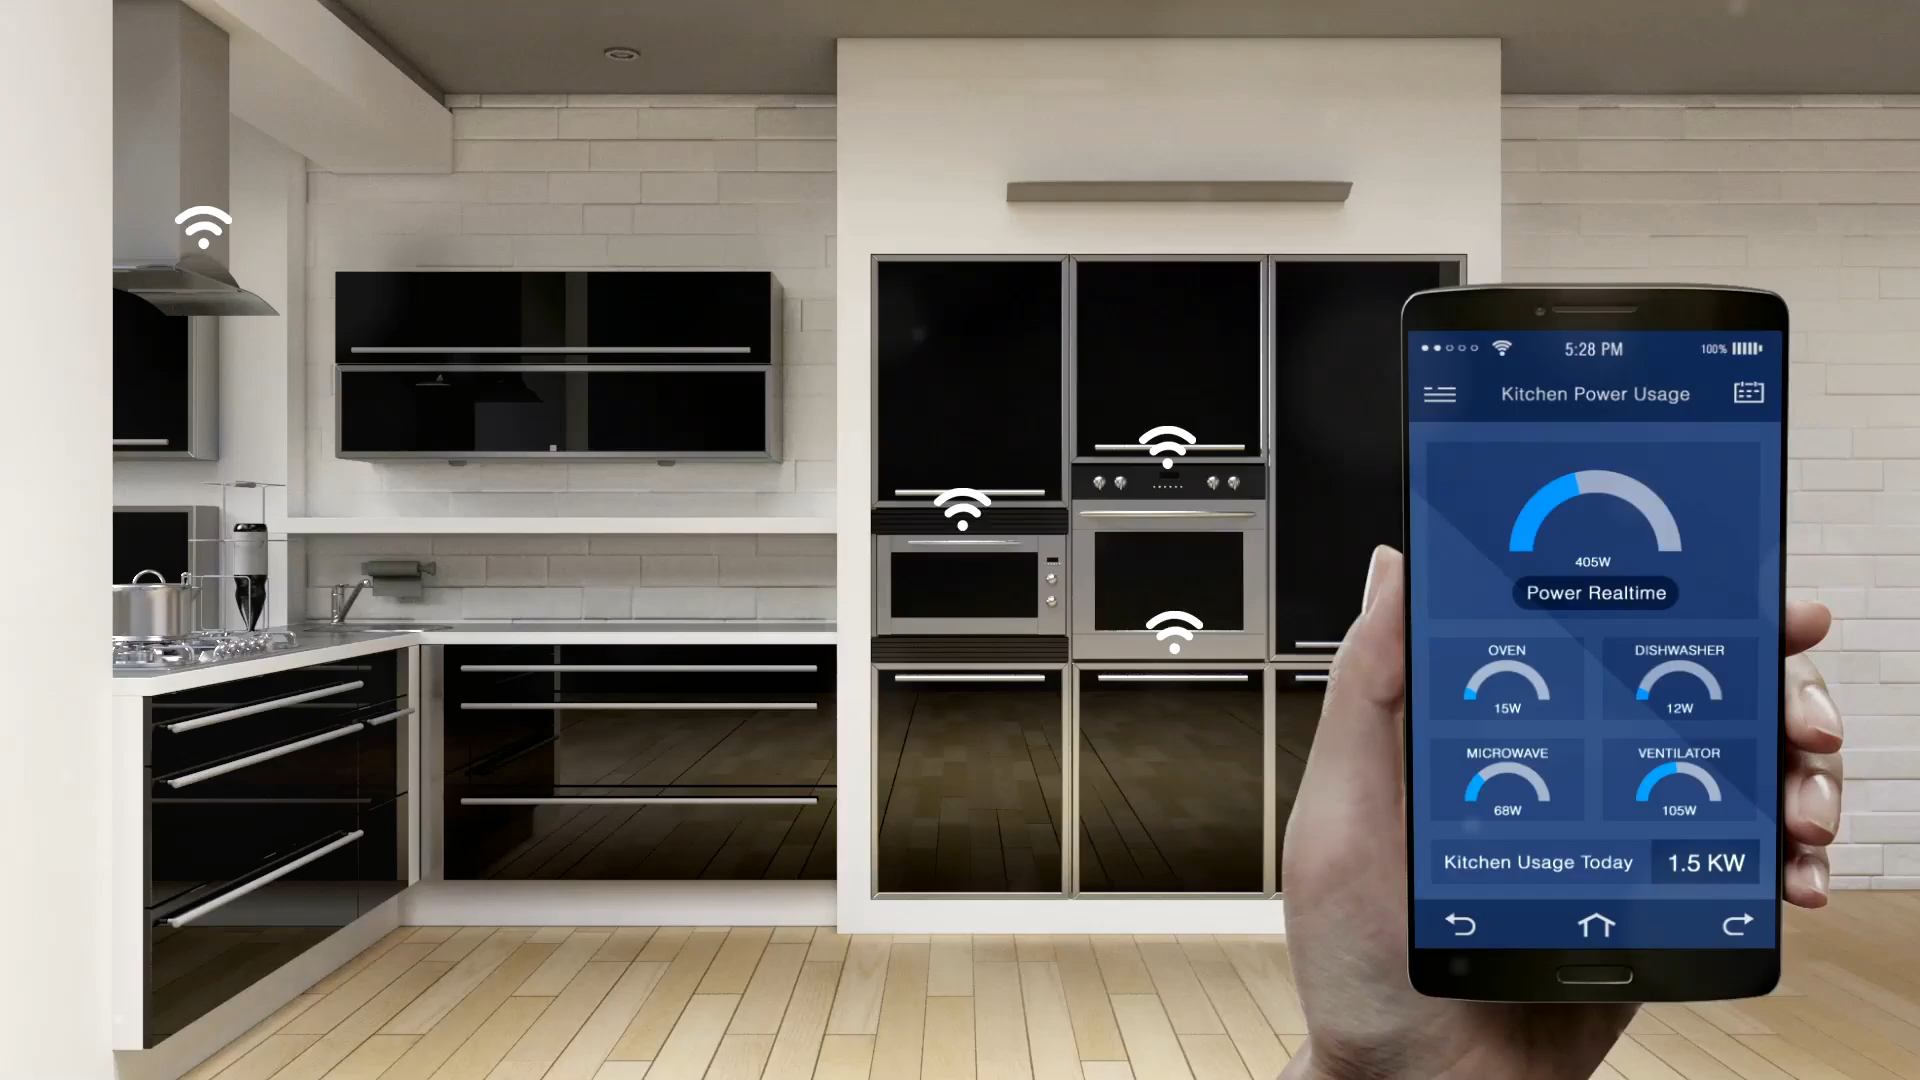 5:28 PM
100%
Kitchen Power Usage
405W
Power Realtime
OVEN
15W
DISHWASHER
12W
MICROWAVE
68W
VENTILATOR
105W
Kitchen Usage Today
1.5 KW